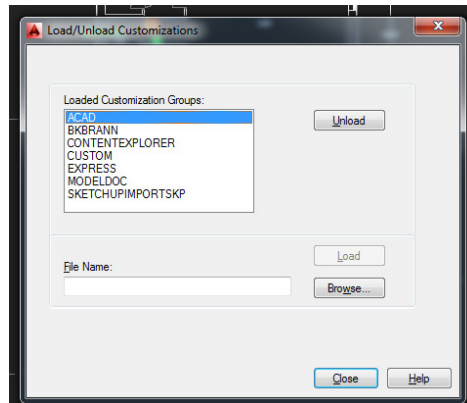 Load/Unload Customizations
Loaded Customization Groups:
ACAD
BKBRANN
CONTENTEXPLORER
CUSTOM
EXPRESS
MODELDOC
SKETCHUPIMPORTSKP
Unload
File Name:
Load
Browse...
Close
Help